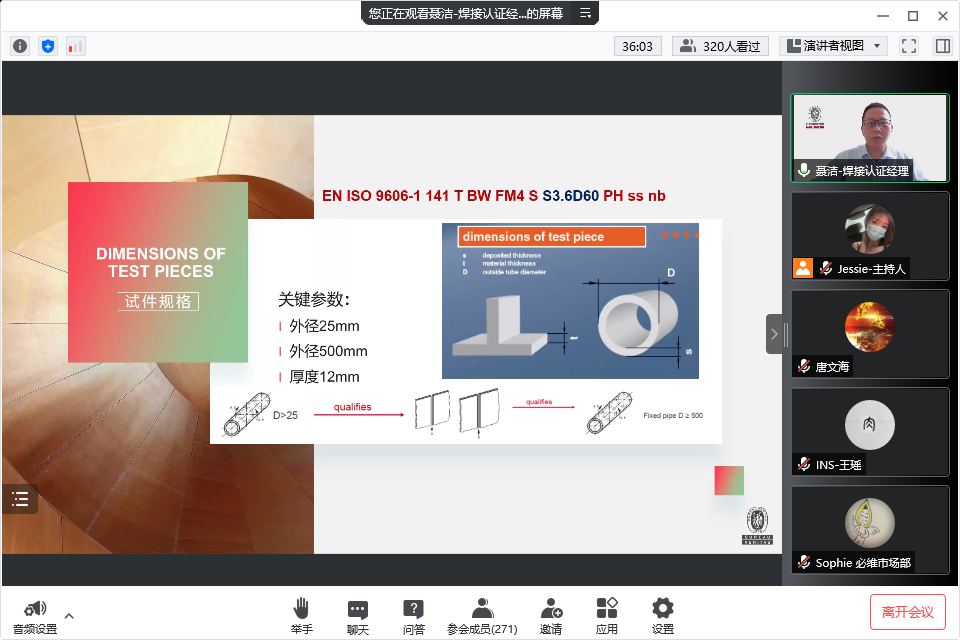 您正在观看聂洁-焊接认证经...的屏幕
36:03
320人看过
演讲者视图
EN ISO 9606-1 141 T BW FM4 S S3.6D60 PH ss nb
DIMENSIONS OF
TEST PIECES
试件规格
dimensions of test piece
s deposited thickness
t material thickness
D outside tube diameter
D
t
s
关键参数：
外径25mm
外径500mm
厚度12mm
D>25
qualifies
qualifies
Fixed pipe D ≥ 500
BUREAU
VERITAS
聂洁-焊接认证经理
Jessie-主持人
唐文海
肉
INS-王瑶
Sophie 必维市场部
音频设置
举手
聊天
问答
参会成员(271)
邀请
应用
设置
离开会议